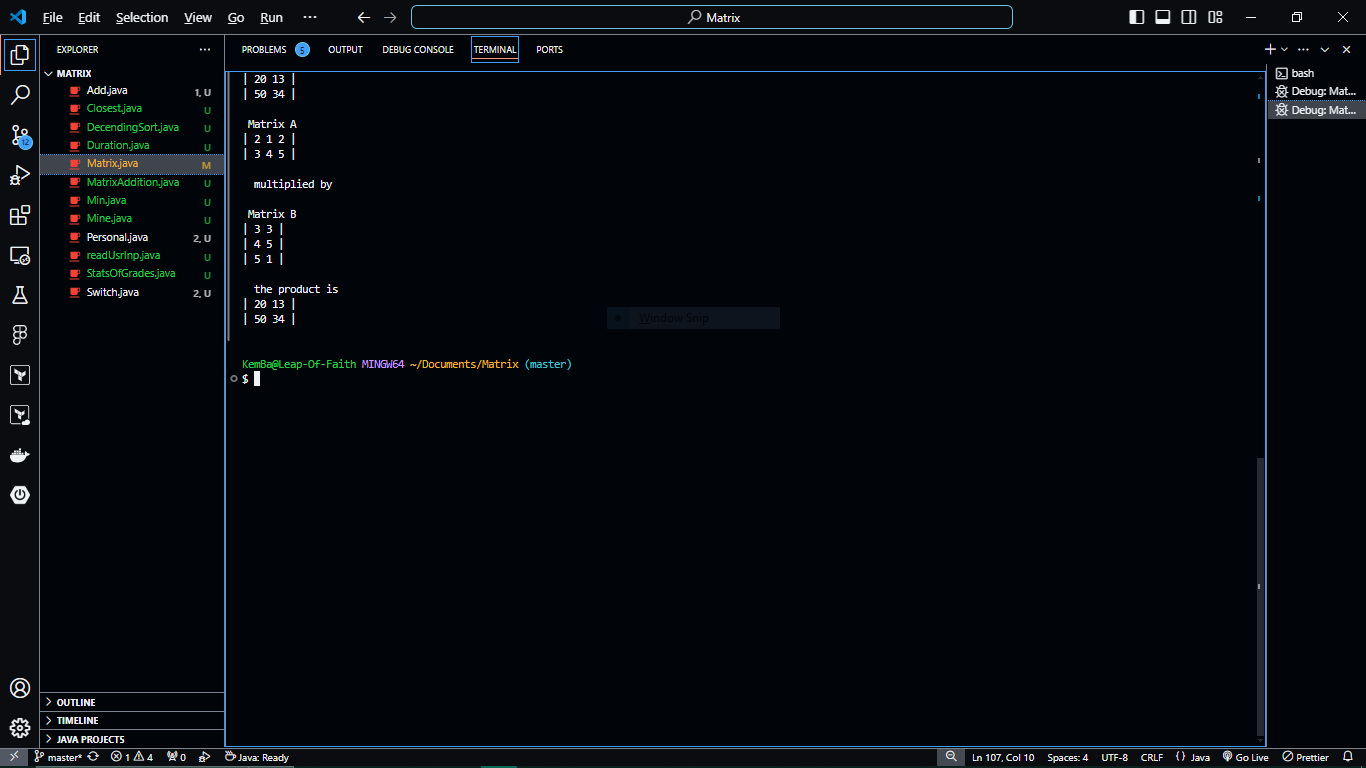 File Edit Selection View Go Run ··· Matrix
EXPLORER ···
MATRIX
Add.java 1, U
Closest.java U
DecendingSort.java U
Duration.java U
Matrix.java M
MatrixAddition.java U
Min.java U
Mine.java U
Personal.java 2, U
readUsrInp.java U
StatsOfGrades.java U
Switch.java 2, U
OUTLINE
TIMELINE
JAVA PROJECTS
12
PROBLEMS 5 OUTPUT DEBUG CONSOLE TERMINAL PORTS
| 20 13 |
| 50 34 |
Matrix A
| 2 1 2 |
| 3 4 5 |
multiplied by
Matrix B
| 3 3 |
| 4 5 |
| 5 1 |
the product is
| 20 13 |
| 50 34 |
Window Snip
KemBa@Leap-Of-Faith MINGW64 ~/Documents/Matrix (master)
$
bash
Debug: Mat...
Debug: Mat...
master* 1 4 0 Java: Ready Ln 107, Col 10 Spaces: 4 UTF-8 CRLF {} Java Go Live Prettier